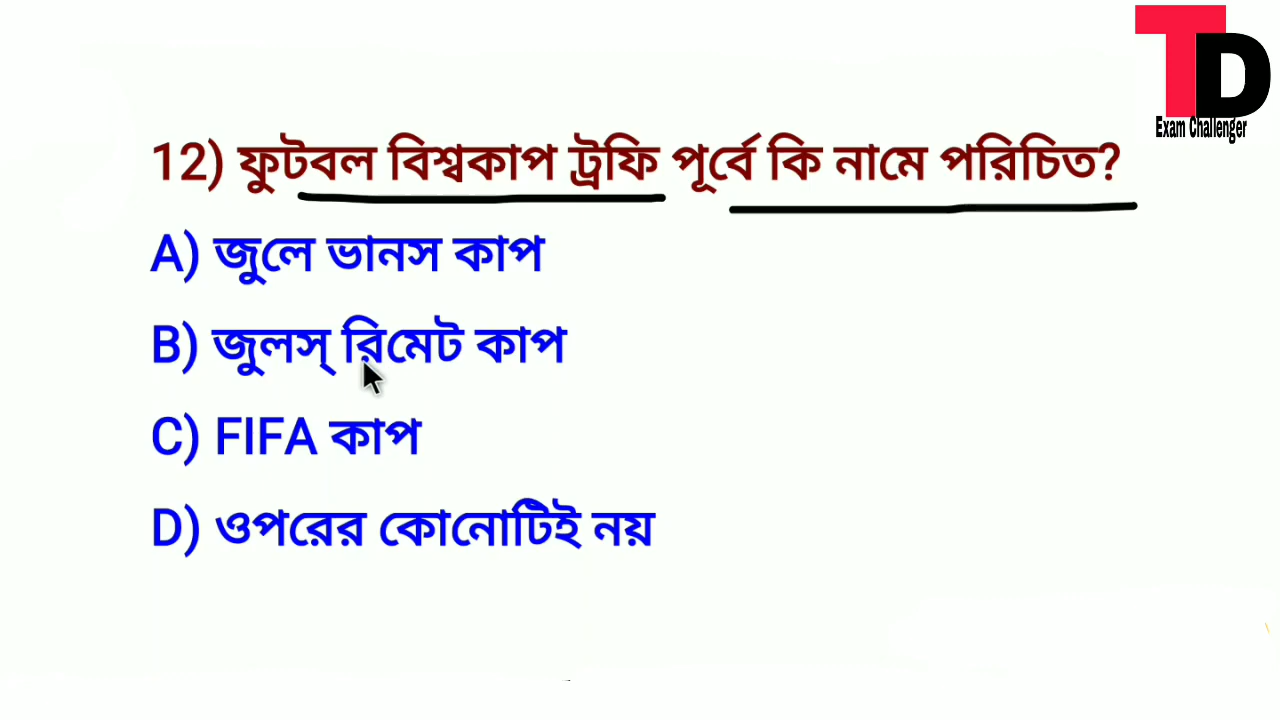 TD
Exam Challenger
12) ফুটবল বিশ্বকাপ ট্রফি পূর্বে কি নামে পরিচিত?
A) জুলে ভানস কাপ
B) জুলস্ রিমেট কাপ
C) FIFA কাপ
D) ওপরের কোনোটিই নয়